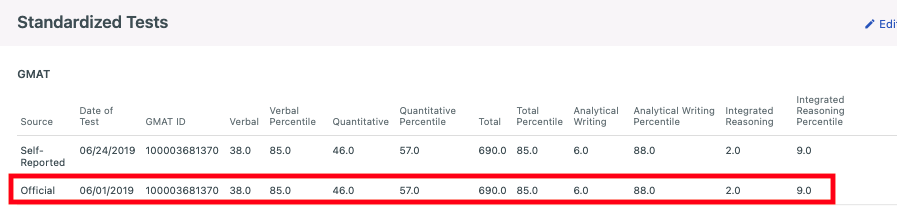 Standardized Tests
Edi
GMAT
Source Date of Test GMAT ID Verbal Verbal Percentile Quantitative Quantitative Percentile Total Total Percentile Analytical Writing Analytical Writing Percentile Integrated Reasoning Integrated Reasoning Percentile
Self-Reported 06/24/2019 100003681370 38.0 85.0 46.0 57.0 690.0 85.0 6.0 88.0 2.0 9.0
Official 06/01/2019 100003681370 38.0 85.0 46.0 57.0 690.0 85.0 6.0 88.0 2.0 9.0